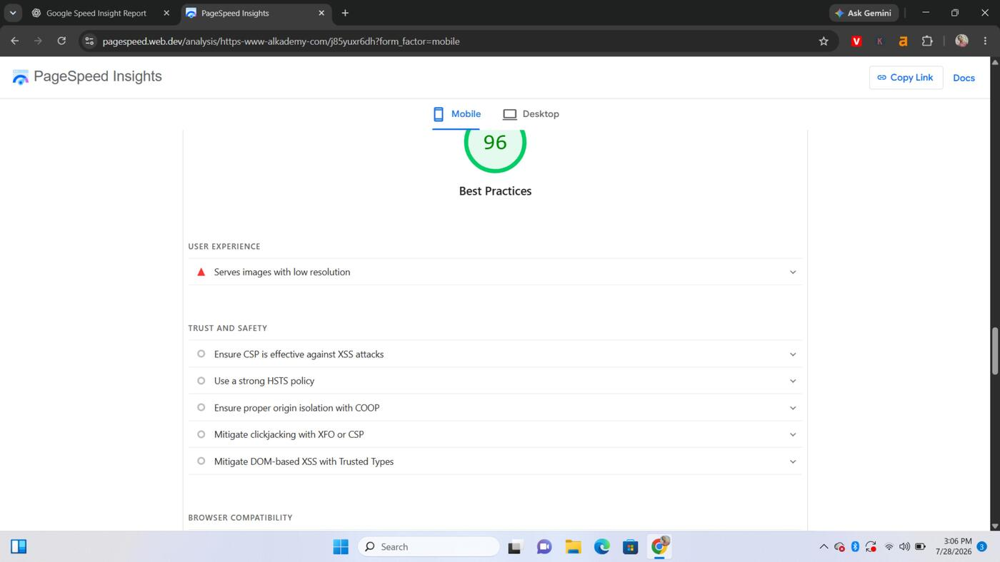 Google Speed Insight Report
PageSpeed Insights
Ask Gemini
pagespeed.web.dev/analysis/https-www-alkademy-com/j85yuxr6dh?form_factor=mobile
V
K
a
PageSpeed Insights
Copy Link
Docs
Mobile
Desktop
96
Best Practices
USER EXPERIENCE
Serves images with low resolution
TRUST AND SAFETY
Ensure CSP is effective against XSS attacks
Use a strong HSTS policy
Ensure proper origin isolation with COOP
Mitigate clickjacking with XFO or CSP
Mitigate DOM-based XSS with Trusted Types
BROWSER COMPATIBILITY
Search
3:06 PM
7/28/2026
3